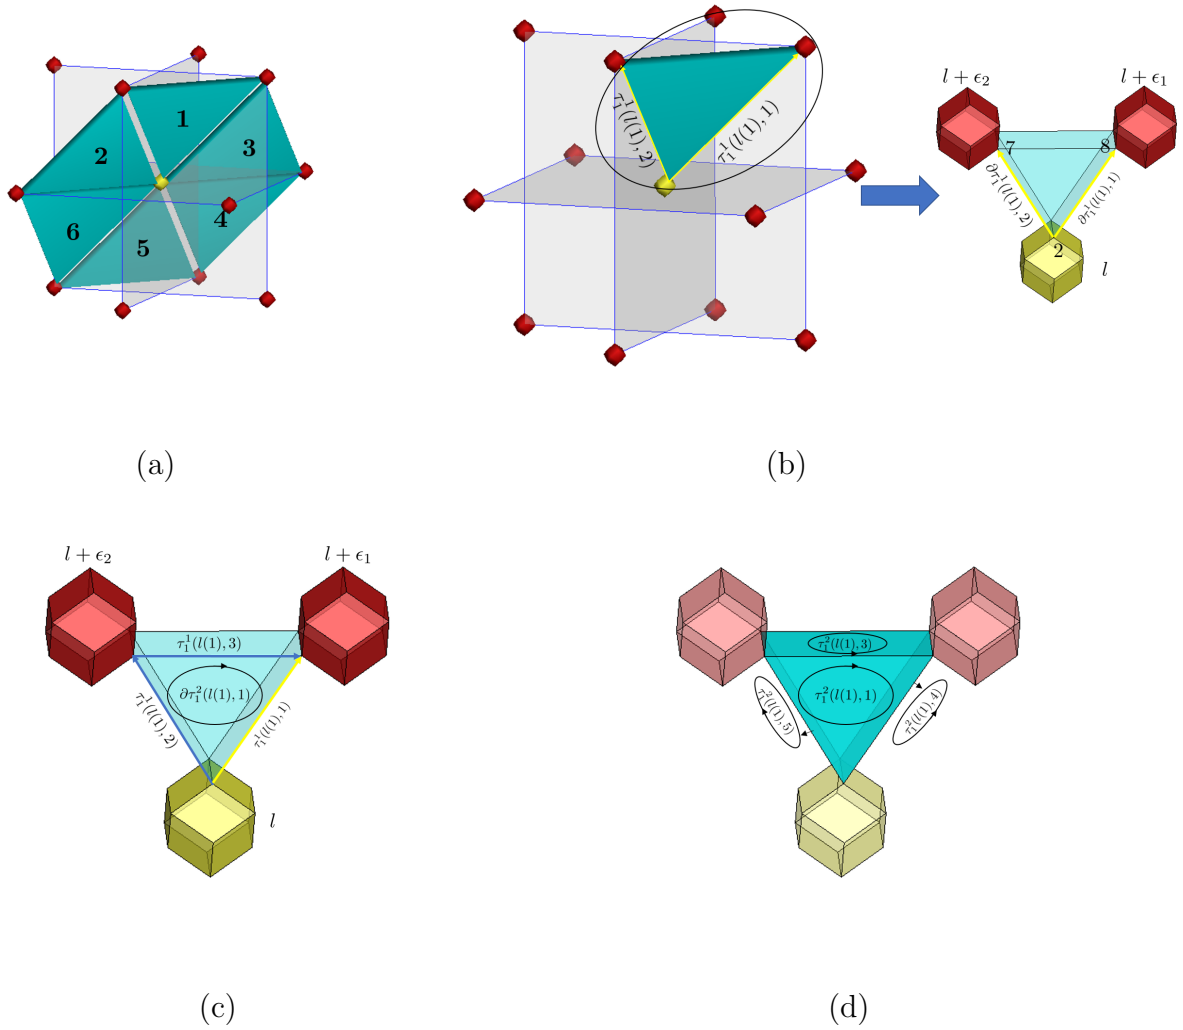 1
2
3
4
5
6
(a)
τ₁¹(l(1), 2)
τ₁¹(l(1), 1)
l + ϵ₂
l + ϵ₁
7
8
∂τ₁¹(l(1), 2)
∂τ₁¹(l(1), 1)
2
l
(b)
l + ϵ₂
l + ϵ₁
τ₁¹(l(1), 3)
∂τ₁²(l(1), 1)
τ₁¹(l(1), 2)
τ₁¹(l(1), 1)
l
(c)
τ₁²(l(1), 3)
τ₁²(l(1), 1)
τ₁²(l(1), 5)
τ₁²(l(1), 4)
(d)